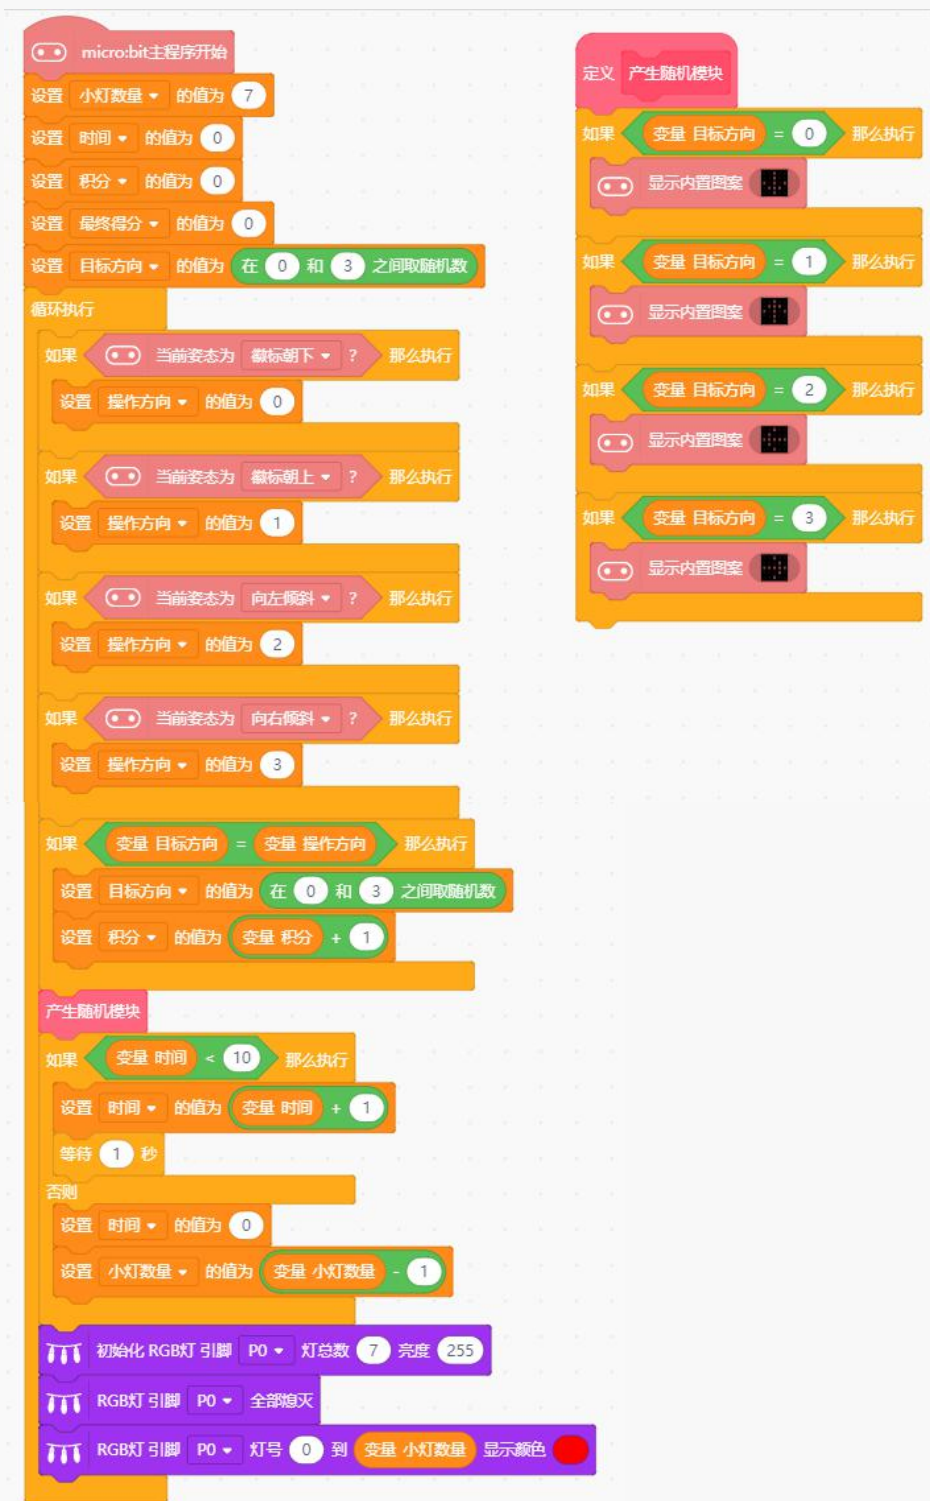 micro:bit主程序开始
设置 小灯数量 的值为 7
设置 时间 的值为 0
设置 积分 的值为 0
设置 最终得分 的值为 0
设置 目标方向 的值为 在 0 和 3 之间取随机数
循环执行
如果 当前姿态为 徽标朝下 ? 那么执行
设置 操作方向 的值为 0
如果 当前姿态为 徽标朝上 ? 那么执行
设置 操作方向 的值为 1
如果 当前姿态为 向左倾斜 ? 那么执行
设置 操作方向 的值为 2
如果 当前姿态为 向右倾斜 ? 那么执行
设置 操作方向 的值为 3
如果 变量 目标方向 = 变量 操作方向 那么执行
设置 目标方向 的值为 在 0 和 3 之间取随机数
设置 积分 的值为 变量 积分 + 1
产生随机模块
如果 变量 时间 < 10 那么执行
设置 时间 的值为 变量 时间 + 1
等待 1 秒
否则
设置 时间 的值为 0
设置 小灯数量 的值为 变量 小灯数量 - 1
初始化 RGB灯 引脚 P0 灯总数 7 亮度 255
RGB灯 引脚 P0 全部熄灭
RGB灯 引脚 P0 灯号 0 到 变量 小灯数量 显示颜色
定义 产生随机模块
如果 变量 目标方向 = 0 那么执行
显示内置图案
如果 变量 目标方向 = 1 那么执行
显示内置图案
如果 变量 目标方向 = 2 那么执行
显示内置图案
如果 变量 目标方向 = 3 那么执行
显示内置图案